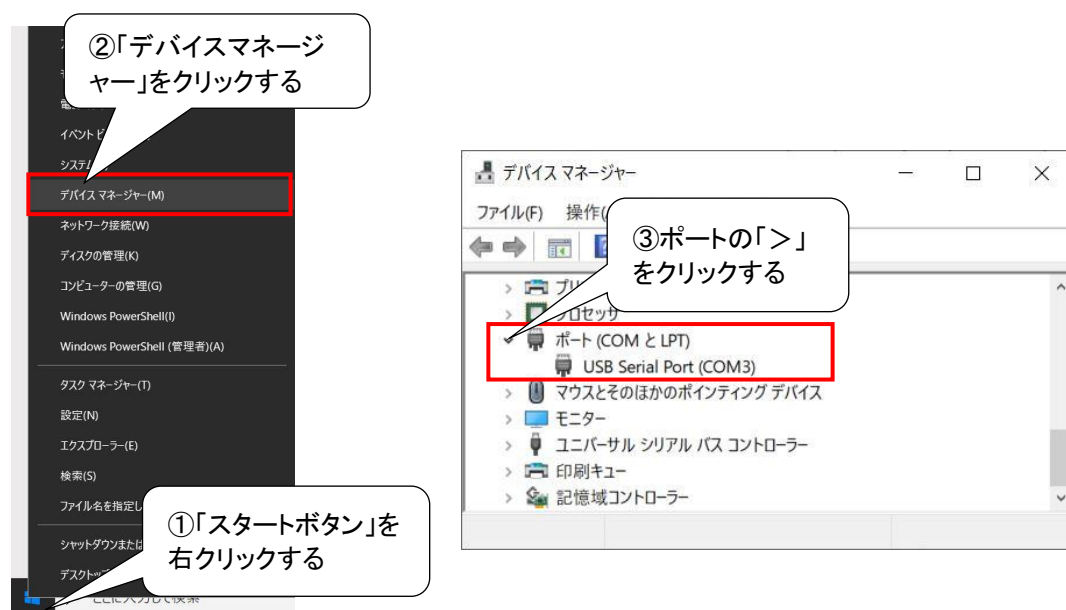 ②「デバイスマネージ
ャー」をクリックする
イベント
システム
デバイス マネージャー(M)
ネットワーク接続(W)
ディスクの管理(K)
コンピューターの管理(G)
Windows PowerShell(I)
Windows PowerShell (管理者)(A)
タスク マネージャー(T)
設定(N)
エクスプローラー(E)
検索(S)
ファイル名を指定し
シャットダウンまたは
デスクトップ
①「スタートボタン」を
右クリックする
デバイス マネージャー
ファイル(F) 操作(
③ポートの「＞」
をクリックする
プロセッサ
ポート (COM と LPT)
USB Serial Port (COM3)
マウスとそのほかのポインティング デバイス
モニター
ユニバーサル シリアル バス コントローラー
印刷キュー
記憶域コントローラー